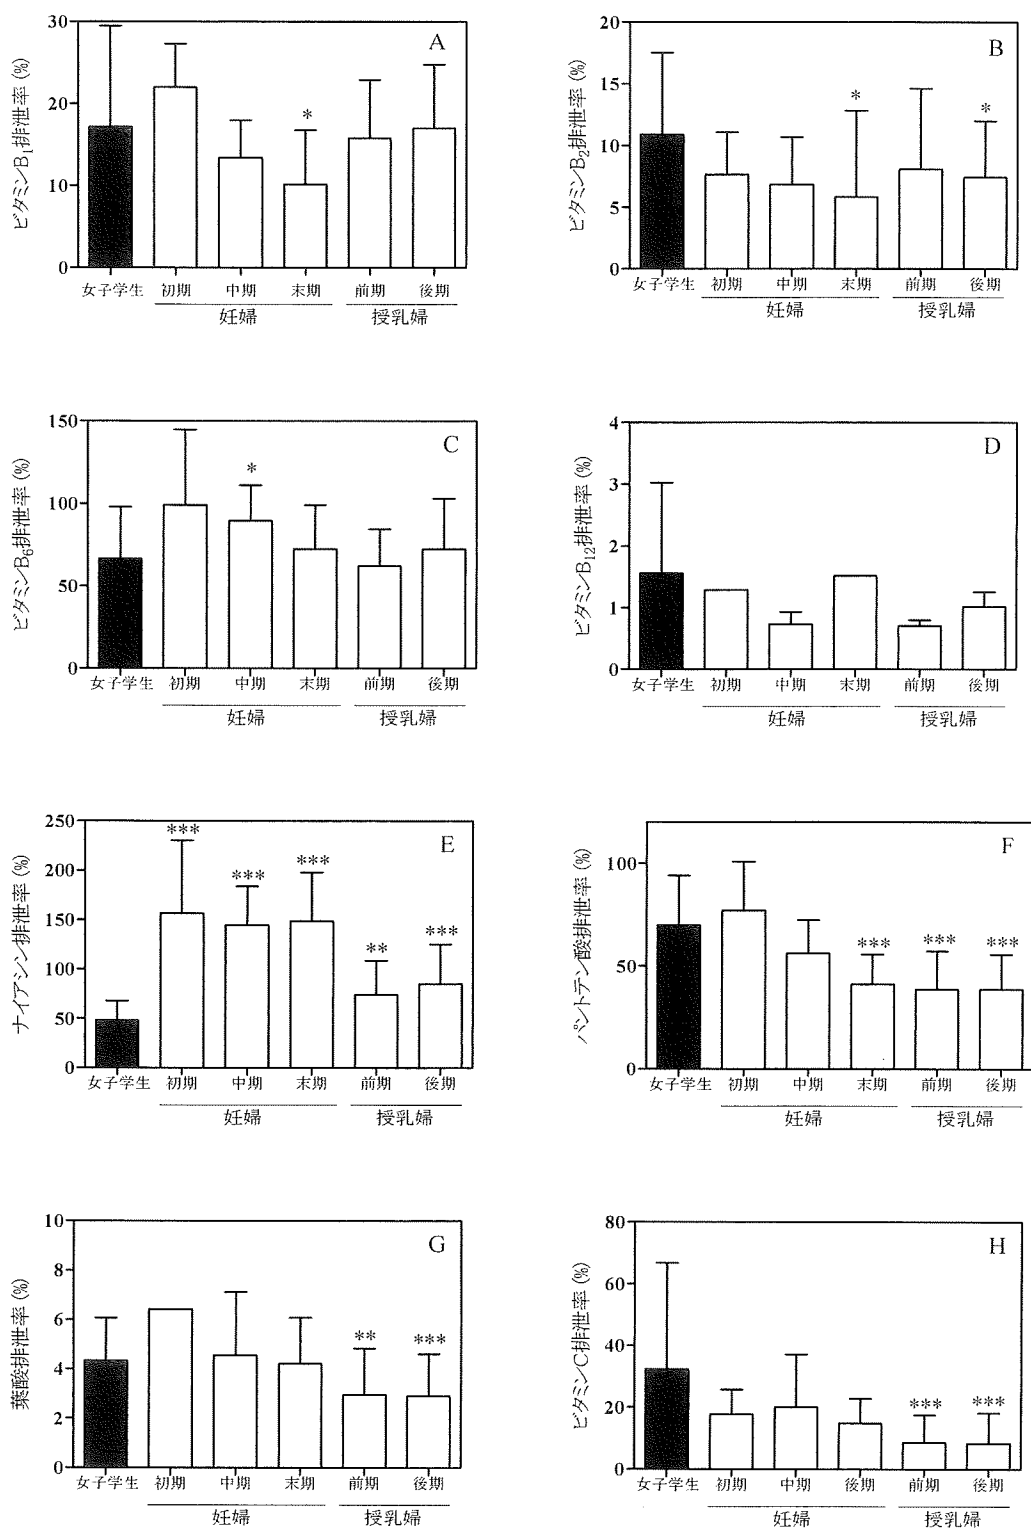 ビタミンB1排泄率 (%)
30
20
10
0
A
*
女子学生 初期 中期 末期 前期 後期
妊婦 授乳婦
ビタミンB2排泄率 (%)
20
15
10
5
0
B
* *
女子学生 初期 中期 末期 前期 後期
妊婦 授乳婦
ビタミンB6排泄率 (%)
150
100
50
0
C
*
女子学生 初期 中期 末期 前期 後期
妊婦 授乳婦
ビタミンB12排泄率 (%)
4
3
2
1
0
D
女子学生 初期 中期 末期 前期 後期
妊婦 授乳婦
ナイアシン排泄率 (%)
250
200
150
100
50
0
E
*** *** *** ** ***
女子学生 初期 中期 末期 前期 後期
妊婦 授乳婦
パントテン酸排泄率 (%)
100
50
0
F
*** *** ***
女子学生 初期 中期 末期 前期 後期
妊婦 授乳婦
葉酸排泄率 (%)
10
8
6
4
2
0
G
** ***
女子学生 初期 中期 末期 前期 後期
妊婦 授乳婦
ビタミンC排泄率 (%)
80
60
40
20
0
H
*** ***
女子学生 初期 中期 後期 前期 後期
妊婦 授乳婦